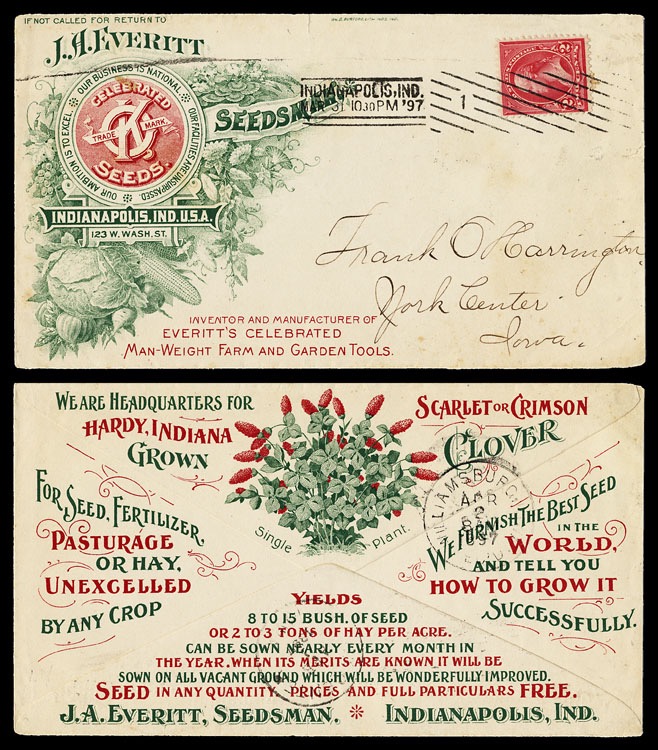 IF NOT CALLED FOR RETURN TO
J.A. EVERITT
OUR BUSINESS IS NATIONAL.
OUR FACILITIES ARE UNSURPASSED.
OUR AMBITION IS TO EXCEL
CELEBRATED
TRADE MARK.
SEEDS.
SEEDSMAN
INDIANAPOLIS, IND. U.S.A.
123 W. WASH. ST.
INDIANAPOLIS, IND.
31 10 30 PM '97
1
Frank O Harrington
York Center
Iowa.
INVENTOR AND MANUFACTURER OF
EVERITT'S CELEBRATED
MAN-WEIGHT FARM AND GARDEN TOOLS.
WE ARE HEADQUARTERS FOR
HARDY, INDIANA
GROWN
SCARLET OR CRIMSON
CLOVER
FOR SEED, FERTILIZER,
PASTURAGE
OR HAY,
UNEXCELLED
BY ANY CROP
Single Plant.
WILLIAMSBURG
APR
2
97
WE FURNISH THE BEST SEED
IN THE
WORLD,
AND TELL YOU
HOW TO GROW IT
SUCCESSFULLY.
YIELDS
8 TO 15 BUSH. OF SEED
OR 2 TO 3 TONS OF HAY PER ACRE.
CAN BE SOWN NEARLY EVERY MONTH IN
THE YEAR. WHEN ITS MERITS ARE KNOWN IT WILL BE
SOWN ON ALL VACANT GROUND WHICH WILL BE WONDERFULLY IMPROVED.
SEED IN ANY QUANTITY. PRICES AND FULL PARTICULARS FREE.
J.A. EVERITT, SEEDSMAN. INDIANAPOLIS, IND.